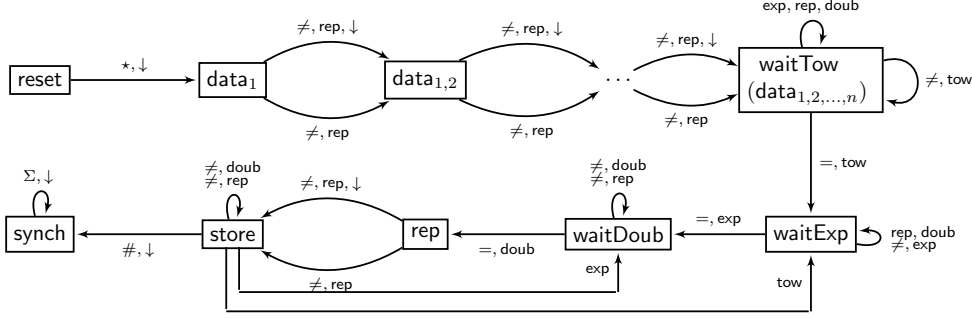 exp, rep, doub
≠, rep, ↓
≠, rep, ↓
≠, rep, ↓
⋆, ↓
reset
data₁
data₁,₂
···
waitTow
(data₁,₂,...,ₙ)
≠, tow
≠, rep
≠, rep
≠, rep
=, tow
≠, doub
≠, rep
≠, doub
≠, rep
Σ, ↓
≠, rep, ↓
=, exp
rep, doub
≠, exp
synch
store
rep
waitDoub
waitExp
#, ↓
=, doub
exp
≠, rep
tow